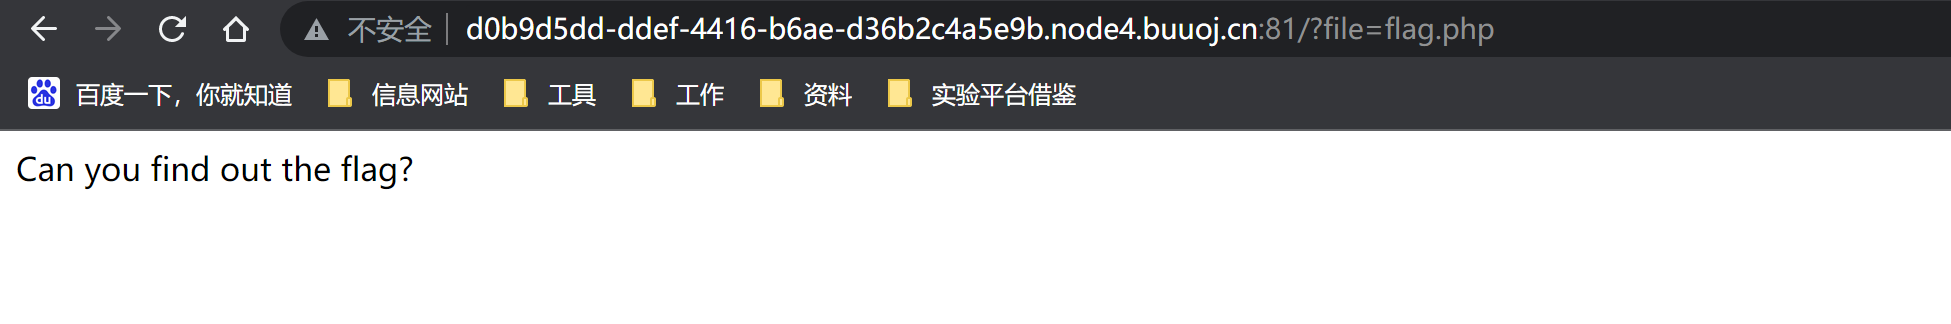 不安全 d0b9d5dd-ddef-4416-b6ae-d36b2c4a5e9b.node4.buuoj.cn:81/?file=flag.php
du 百度一下，你就知道 信息网站 工具 工作 资料 实验平台借鉴
Can you find out the flag?